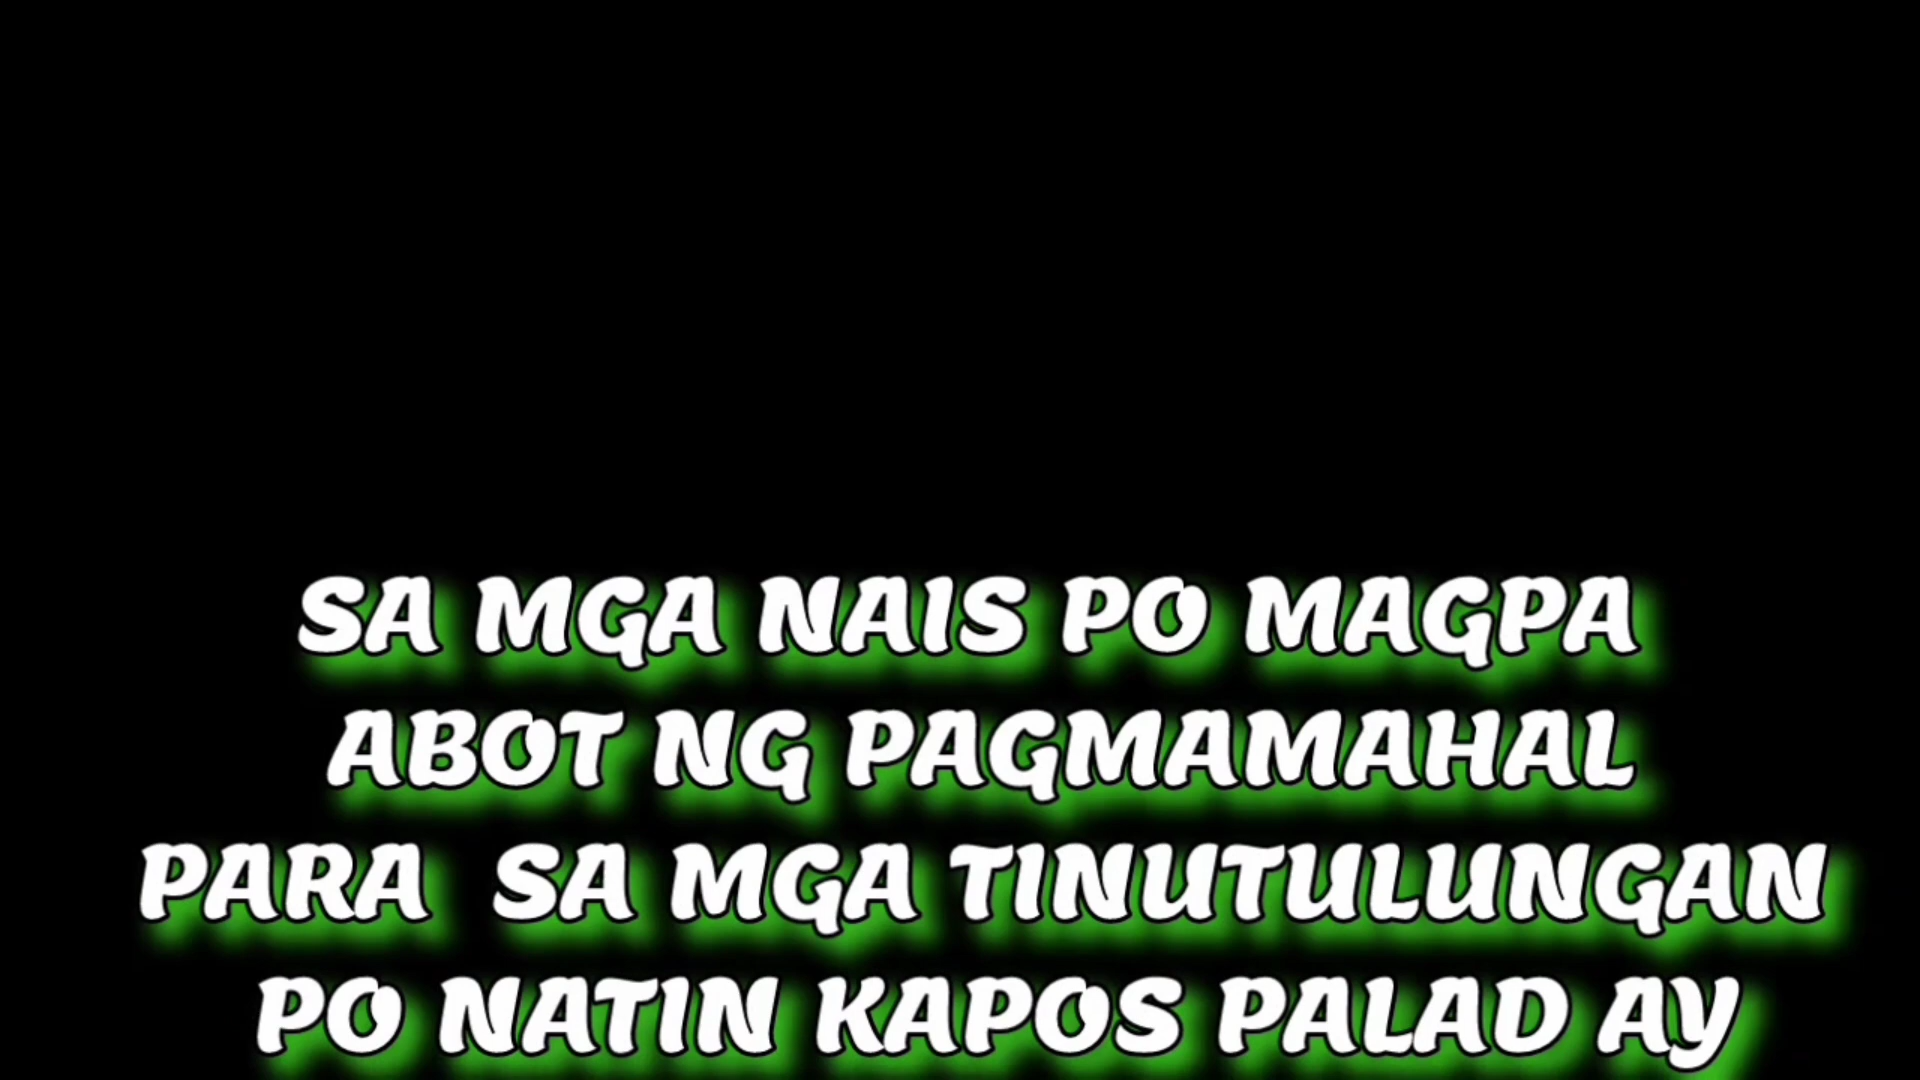 SA MGA NAIS PO MAGPA
ABOT NG PAGMAMAHAL
PARA  SA MGA TINUTULUNGAN
PO NATIN KAPOS PALAD AY